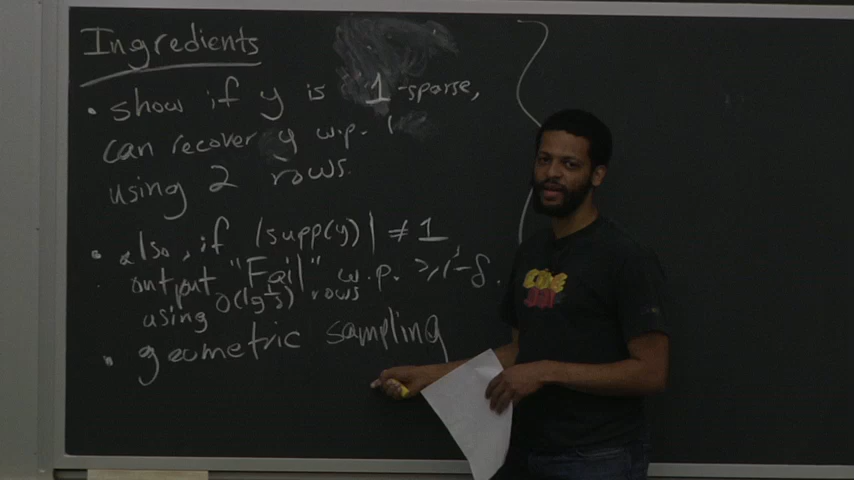 Ingredients
• show if y is 1-sparse,
can recover y w.p. 1
using 2 rows.
• also, if |supp(y)| ≠ 1
output "Fail" w.p. ≥ 1-δ.
using O(lg 1/δ) rows
• geometric sampling